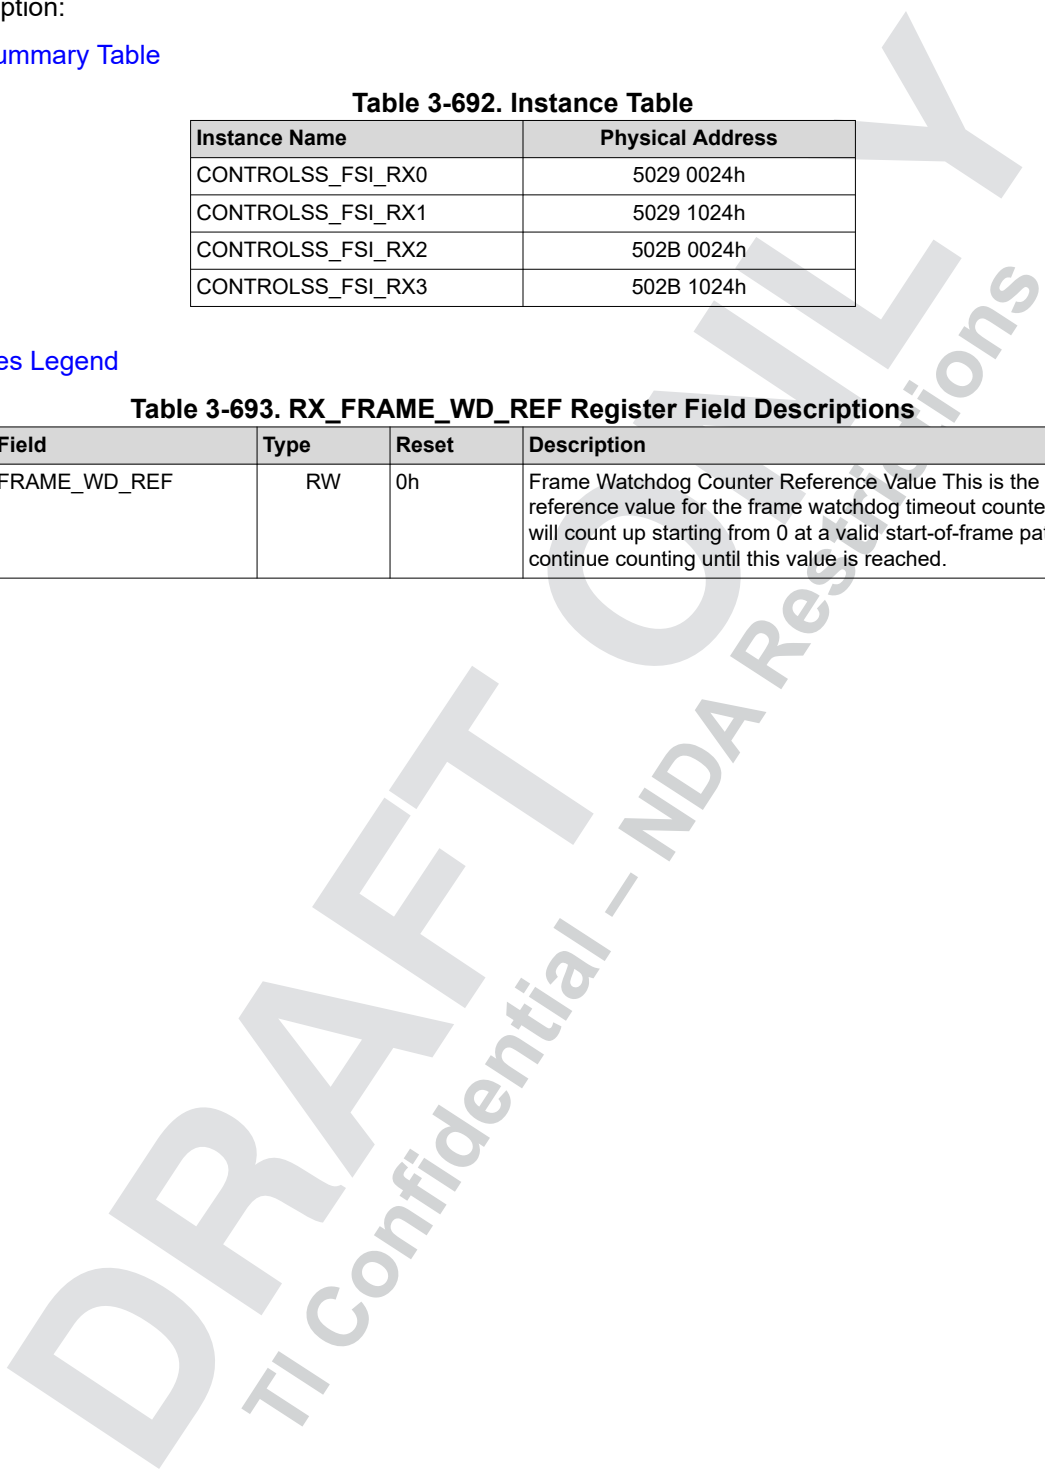 ption:
ummary Table
Table 3-692. Instance Table
Instance Name Physical Address
CONTROLSS_FSI_RX0 5029 0024h
CONTROLSS_FSI_RX1 5029 1024h
CONTROLSS_FSI_RX2 502B 0024h
CONTROLSS_FSI_RX3 502B 1024h
es Legend
Table 3-693. RX_FRAME_WD_REF Register Field Descriptions
Field Type Reset Description
FRAME_WD_REF RW 0h Frame Watchdog Counter Reference Value This is the
reference value for the frame watchdog timeout counte
will count up starting from 0 at a valid start-of-frame pa
continue counting until this value is reached.
DRAFT ONLY
TI Confidential – NDA Restrictions